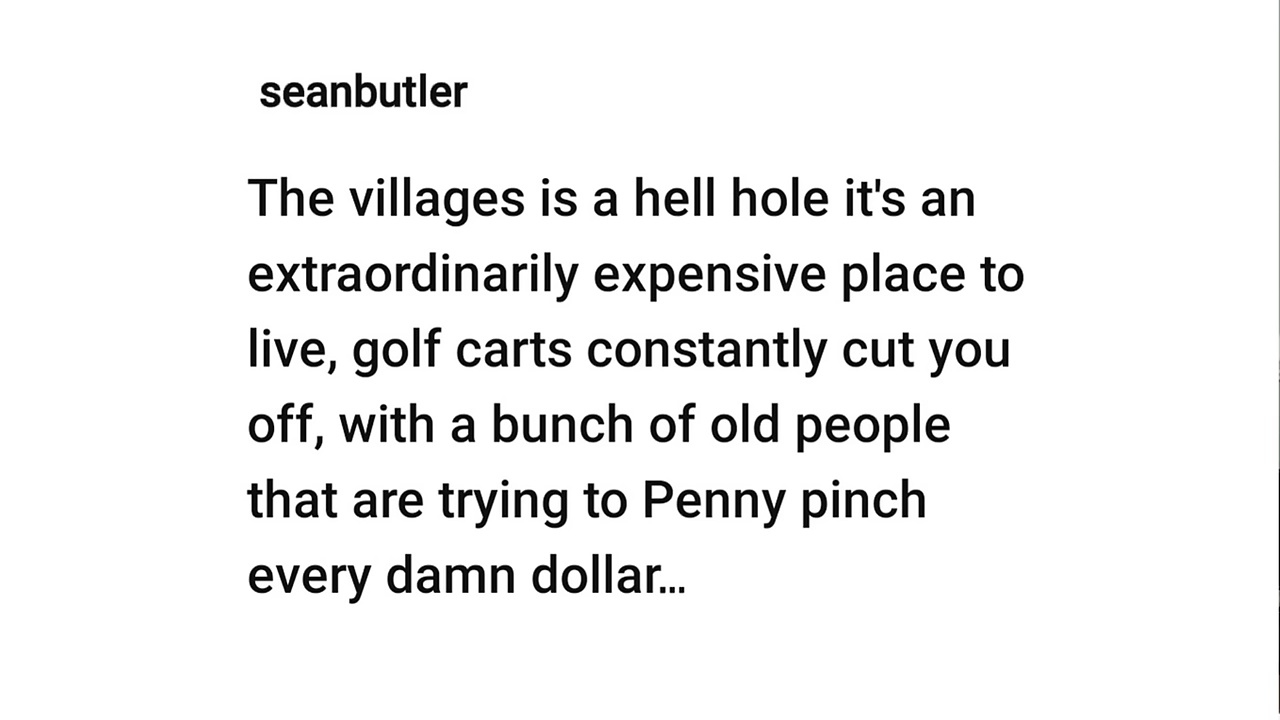 seanbutler
The villages is a hell hole it's an
extraordinarily expensive place to
live, golf carts constantly cut you
off, with a bunch of old people
that are trying to Penny pinch
every damn dollar...